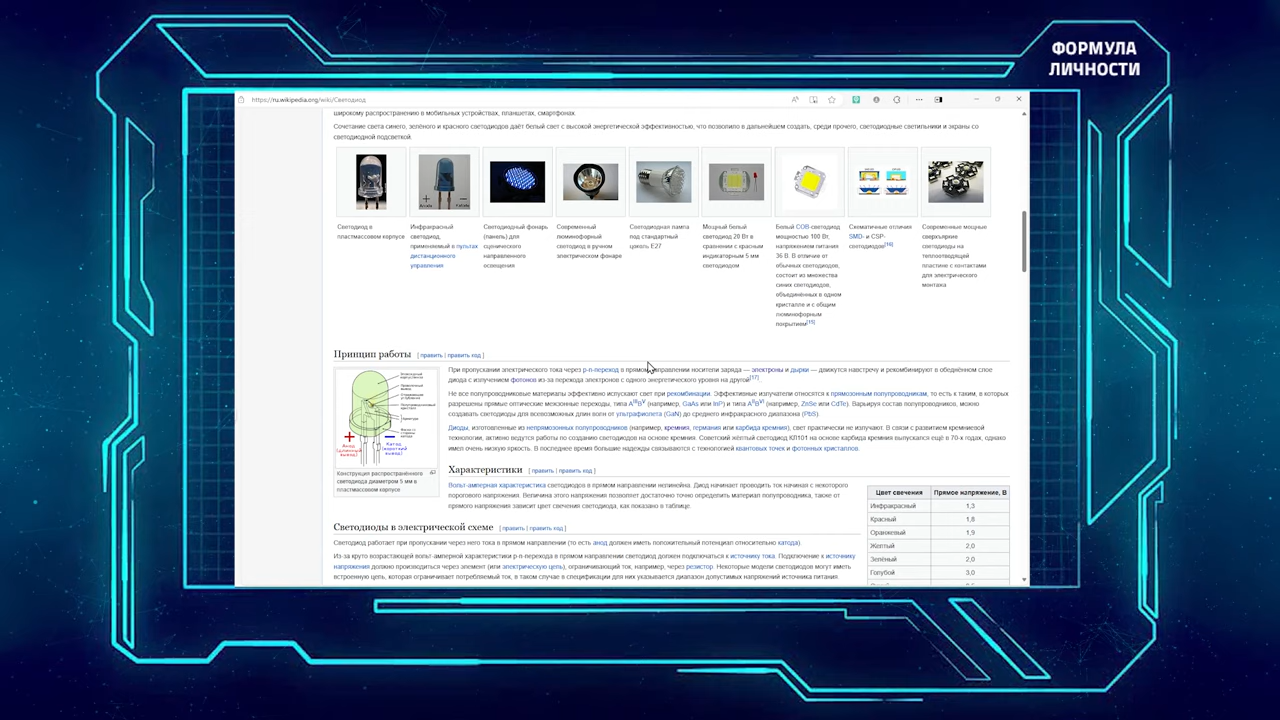 ФОРМУЛА
ЛИЧНОСТИ
https://ru.wikipedia.org/wiki/Светодиод
широкому распространению в мобильных устройствах, планшетах, смартфонах.
Сочетание света синего, зелёного и красного светодиодов даёт белый свет с высокой энергетической эффективностью, что позволило в дальнейшем создать, среди прочего, светодиодные светильники и экраны со
светодиодной подсветкой.
Светодиод в
пластмассовом корпусе
Инфракрасный
светодиод,
применяемый в пультах
дистанционного
управления
Светодиодный фонарь
(панель) для
сценического
направленного
освещения
Современный
люминофорный
светодиод в ручном
электрическом фонаре
Светодиодная лампа
под стандартный
цоколь E27
Мощный белый
светодиод 20 Вт в
сравнении с красным
индикаторным 5 мм
светодиодом
Белый COB-светодиод
мощностью 100 Вт,
напряжением питания
36 В. В отличие от
обычных светодиодов,
состоит из множества
синих светодиодов,
объединённых в одном
кристалле и с общим
люминофорным
покрытием[15]
Схематичные отличия
SMD- и CSP-
светодиодов[16]
Современные мощные
сверхъяркие
светодиоды на
теплоотводящей
пластине с контактами
для электрического
монтажа
Принцип работы [ править | править код ]
При пропускании электрического тока через p-n-переход в прямом направлении носители заряда — электроны и дырки — движутся навстречу и рекомбинируют в обеднённом слое
диода с излучением фотонов из-за перехода электронов с одного энергетического уровня на другой[17].
Не все полупроводниковые материалы эффективно испускают свет при рекомбинации. Эффективные излучатели относятся к прямозонным полупроводникам, то есть к таким, в которых
разрешены прямые оптические межзонные переходы, типа AIIIBV (например, GaAs или InP) и типа AIIBVI (например, ZnSe или CdTe). Варьируя состав полупроводников, можно
создавать светодиоды для всевозможных длин волн от ультрафиолета (GaN) до среднего инфракрасного диапазона (PbS).
Диоды, изготовленные из непрямозонных полупроводников (например, кремния, германия или карбида кремния), свет практически не излучают. В связи с развитием кремниевой
технологии, активно ведутся работы по созданию светодиодов на основе кремния. Советский жёлтый светодиод КЛ101 на основе карбида кремния выпускался ещё в 70-х годах, однако
имел очень низкую яркость. В последнее время большие надежды связываются с технологией квантовых точек и фотонных кристаллов.
Анод
(длинный
вывод)
Катод
(короткий
вывод)
Конструкция распространённого
светодиода диаметром 5 мм в
пластмассовом корпусе
Характеристики [ править | править код ]
Вольт-амперная характеристика светодиодов в прямом направлении нелинейна. Диод начинает проводить ток начиная с некоторого
порогового напряжения. Величина этого напряжения позволяет достаточно точно определить материал полупроводника, также от
прямого напряжения зависит цвет свечения светодиода, как показано в таблице.
Цвет свечения Прямое напряжение, В
Инфракрасный 1,3
Красный 1,8
Оранжевый 1,9
Желтый 2,0
Зелёный 2,0
Голубой 3,0
Светодиоды в электрической схеме [ править | править код ]
Светодиод работает при пропускании через него тока в прямом направлении (то есть анод должен иметь положительный потенциал относительно катода).
Из-за круто возрастающей вольт-амперной характеристики p-n-перехода в прямом направлении светодиод должен подключаться к источнику тока. Подключение к источнику
напряжения должно производиться через элемент (или электрическую цепь), ограничивающий ток, например, через резистор. Некоторые модели светодиодов могут иметь
встроенную цепь, которая ограничивает потребляемый ток, в таком случае в спецификации для них указывается диапазон допустимых напряжений источника питания.